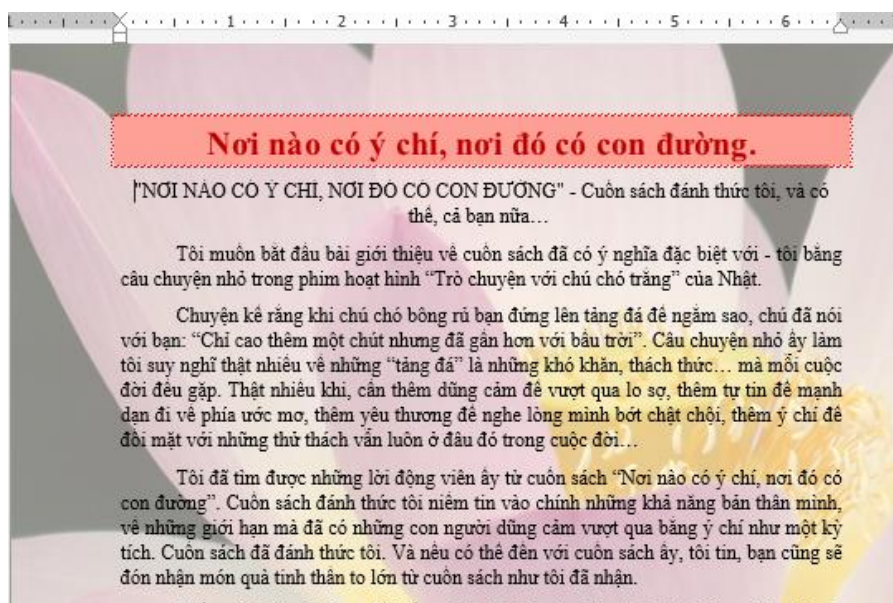 1 2 3 4 5 6
Nơi nào có ý chí, nơi đó có con đường.
"NƠI NÀO CÓ Ý CHÍ, NƠI ĐÓ CÓ CON ĐƯỜNG" - Cuốn sách đánh thức tôi, và có
thể, cả bạn nữa…
Tôi muốn bắt đầu bài giới thiệu về cuốn sách đã có ý nghĩa đặc biệt với - tôi bằng
câu chuyện nhỏ trong phim hoạt hình “Trò chuyện với chú chó trắng” của Nhật.
Chuyện kể rằng khi chú chó bông rủ bạn đứng lên tảng đá để ngắm sao, chú đã nói
với bạn: “Chỉ cao thêm một chút nhưng đã gần hơn với bầu trời”. Câu chuyện nhỏ ấy làm
tôi suy nghĩ thật nhiều về những “tảng đá” là những khó khăn, thách thức… mà mỗi cuộc
đời đều gặp. Thật nhiều khi, cần thêm dũng cảm để vượt qua lo sợ, thêm tự tin để mạnh
dạn đi về phía ước mơ, thêm yêu thương để nghe lòng mình bớt chật chội, thêm ý chí để
đối mặt với những thử thách vẫn luôn ở đâu đó trong cuộc đời…
Tôi đã tìm được những lời động viên ấy từ cuốn sách “Nơi nào có ý chí, nơi đó có
con đường”. Cuốn sách đánh thức tôi niềm tin vào chính những khả năng bản thân mình,
về những giới hạn mà đã có những con người dũng cảm vượt qua bằng ý chí như một kỳ
tích. Cuốn sách đã đánh thức tôi. Và nếu có thể đến với cuốn sách ấy, tôi tin, bạn cũng sẽ
đón nhận món quà tinh thần to lớn từ cuốn sách như tôi đã nhận.